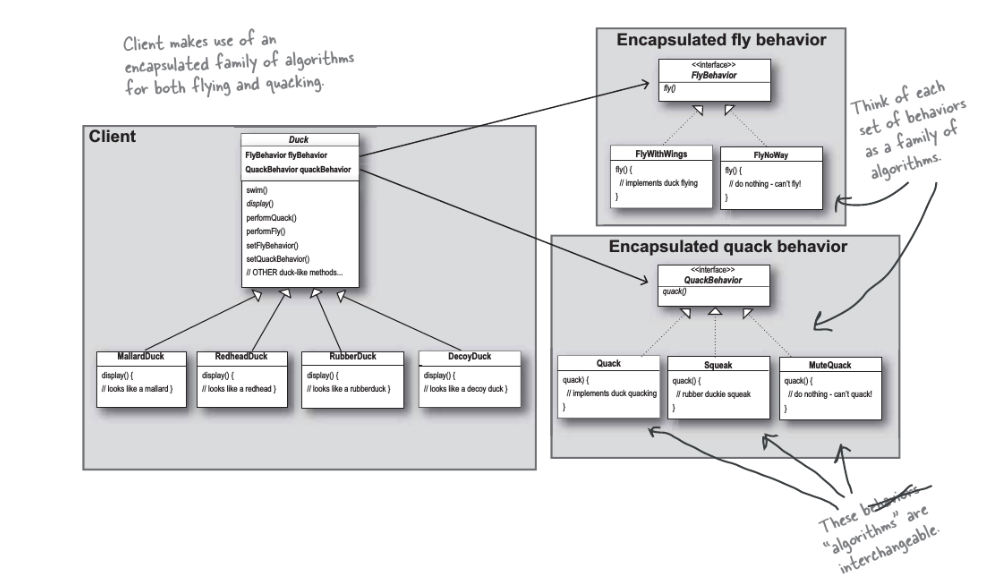 Client makes use of an
encapsulated family of algorithms
for both flying and quacking.
Client
Duck
FlyBehavior flyBehavior
QuackBehavior quackBehavior
swim()
display()
performQuack()
performFly()
setFlyBehavior()
setQuackBehavior()
// OTHER duck-like methods...
MallardDuck
display() {
// looks like a mallard }
RedheadDuck
display() {
// looks like a redhead }
RubberDuck
display() {
// looks like a rubberduck }
DecoyDuck
display() {
// looks like a decoy duck }
Encapsulated fly behavior
<<interface>>
FlyBehavior
fly()
FlyWithWings
fly() {
// implements duck flying
}
FlyNoWay
fly() {
// do nothing - can't fly!
}
Think of each
set of behaviors
as a family of
algorithms.
Encapsulated quack behavior
<<interface>>
QuackBehavior
quack()
Quack
quack) {
// implements duck quacking
}
Squeak
quack() {
// rubber duckie squeak
}
MuteQuack
quack() {
// do nothing - can't quack!
}
These behaviors
"algorithms" are
interchangeable.